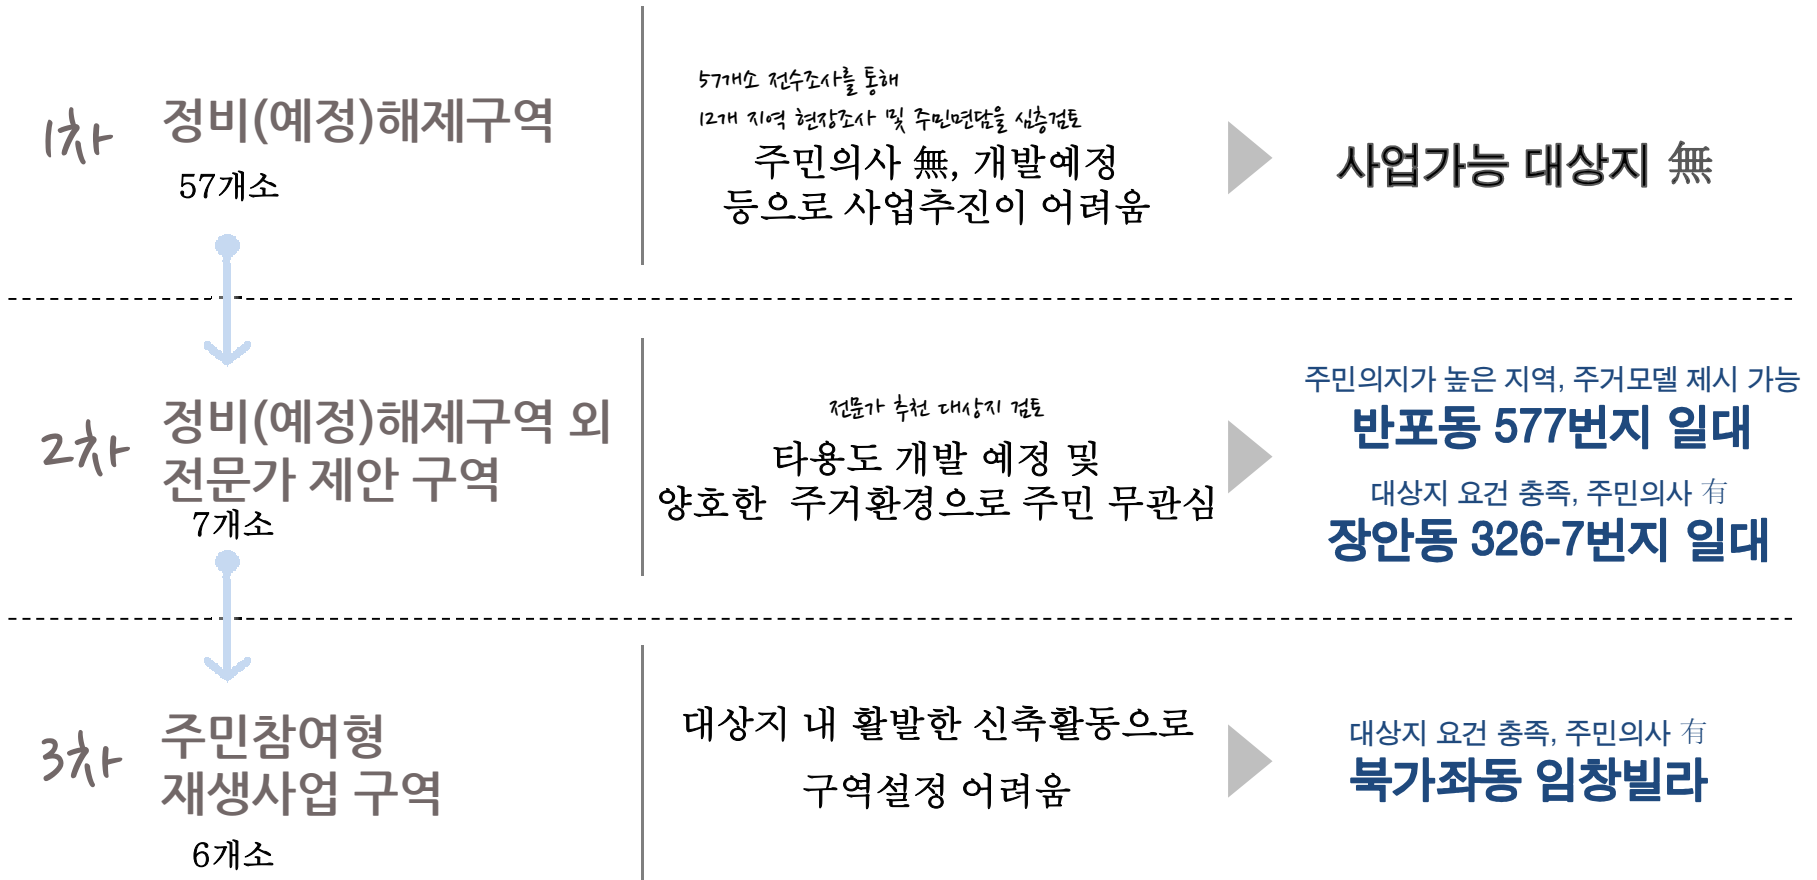 1차
정비(예정)해제구역
57개소
57개소 전수조사를 통해
12개 지역 현장조사 및 주민면담을 심층검토
주민의사 無, 개발예정
등으로 사업추진이 어려움
사업가능 대상지 無
2차
정비(예정)해제구역 외
전문가 제안 구역
7개소
전문가 추천 대상지 검토
타용도 개발 예정 및
양호한 주거환경으로 주민 무관심
주민의지가 높은 지역, 주거모델 제시 가능
반포동 577번지 일대
대상지 요건 충족, 주민의사 有
장안동 326-7번지 일대
3차
주민참여형
재생사업 구역
6개소
대상지 내 활발한 신축활동으로
구역설정 어려움
대상지 요건 충족, 주민의사 有
북가좌동 임창빌라